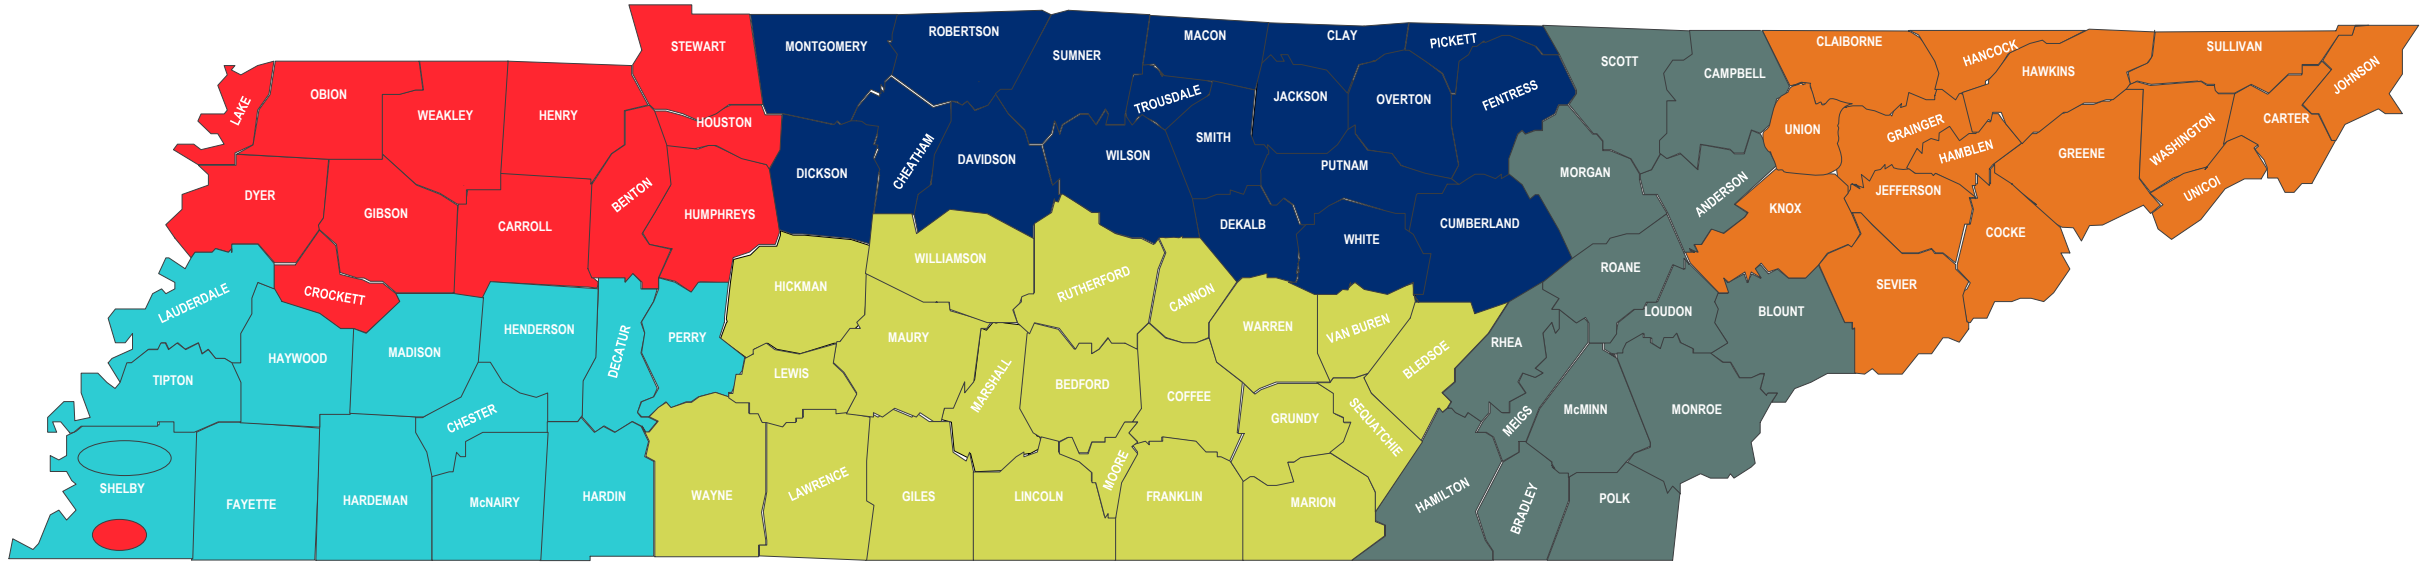 STEWART
MONTGOMERY
ROBERTSON
SUMNER
MACON
CLAY
PICKETT
SCOTT
CAMPBELL
CLAIBORNE
HANCOCK
HAWKINS
SULLIVAN
JOHNSON
LAKE
OBION
WEAKLEY
HENRY
HOUSTON
TROUSDALE
JACKSON
OVERTON
FENTRESS
UNION
GRAINGER
HAMBLEN
GREENE
WASHINGTON
CARTER
UNICOI
DYER
GIBSON
CARROLL
BENTON
HUMPHREYS
DICKSON
CHEATHAM
DAVIDSON
WILSON
SMITH
PUTNAM
DEKALB
WHITE
CUMBERLAND
MORGAN
ANDERSON
KNOX
JEFFERSON
COCKE
SEVIER
LAUDERDALE
CROCKETT
HICKMAN
WILLIAMSON
RUTHERFORD
CANNON
WARREN
VAN BUREN
BLEDSOE
RHEA
ROANE
LOUDON
BLOUNT
TIPTON
HAYWOOD
MADISON
HENDERSON
DECATUR
PERRY
LEWIS
MAURY
MARSHALL
BEDFORD
COFFEE
GRUNDY
SEQUATCHIE
MEIGS
McMINN
MONROE
CHESTER
SHELBY
FAYETTE
HARDEMAN
McNAIRY
HARDIN
WAYNE
LAWRENCE
GILES
LINCOLN
MOORE
FRANKLIN
MARION
HAMILTON
BRADLEY
POLK